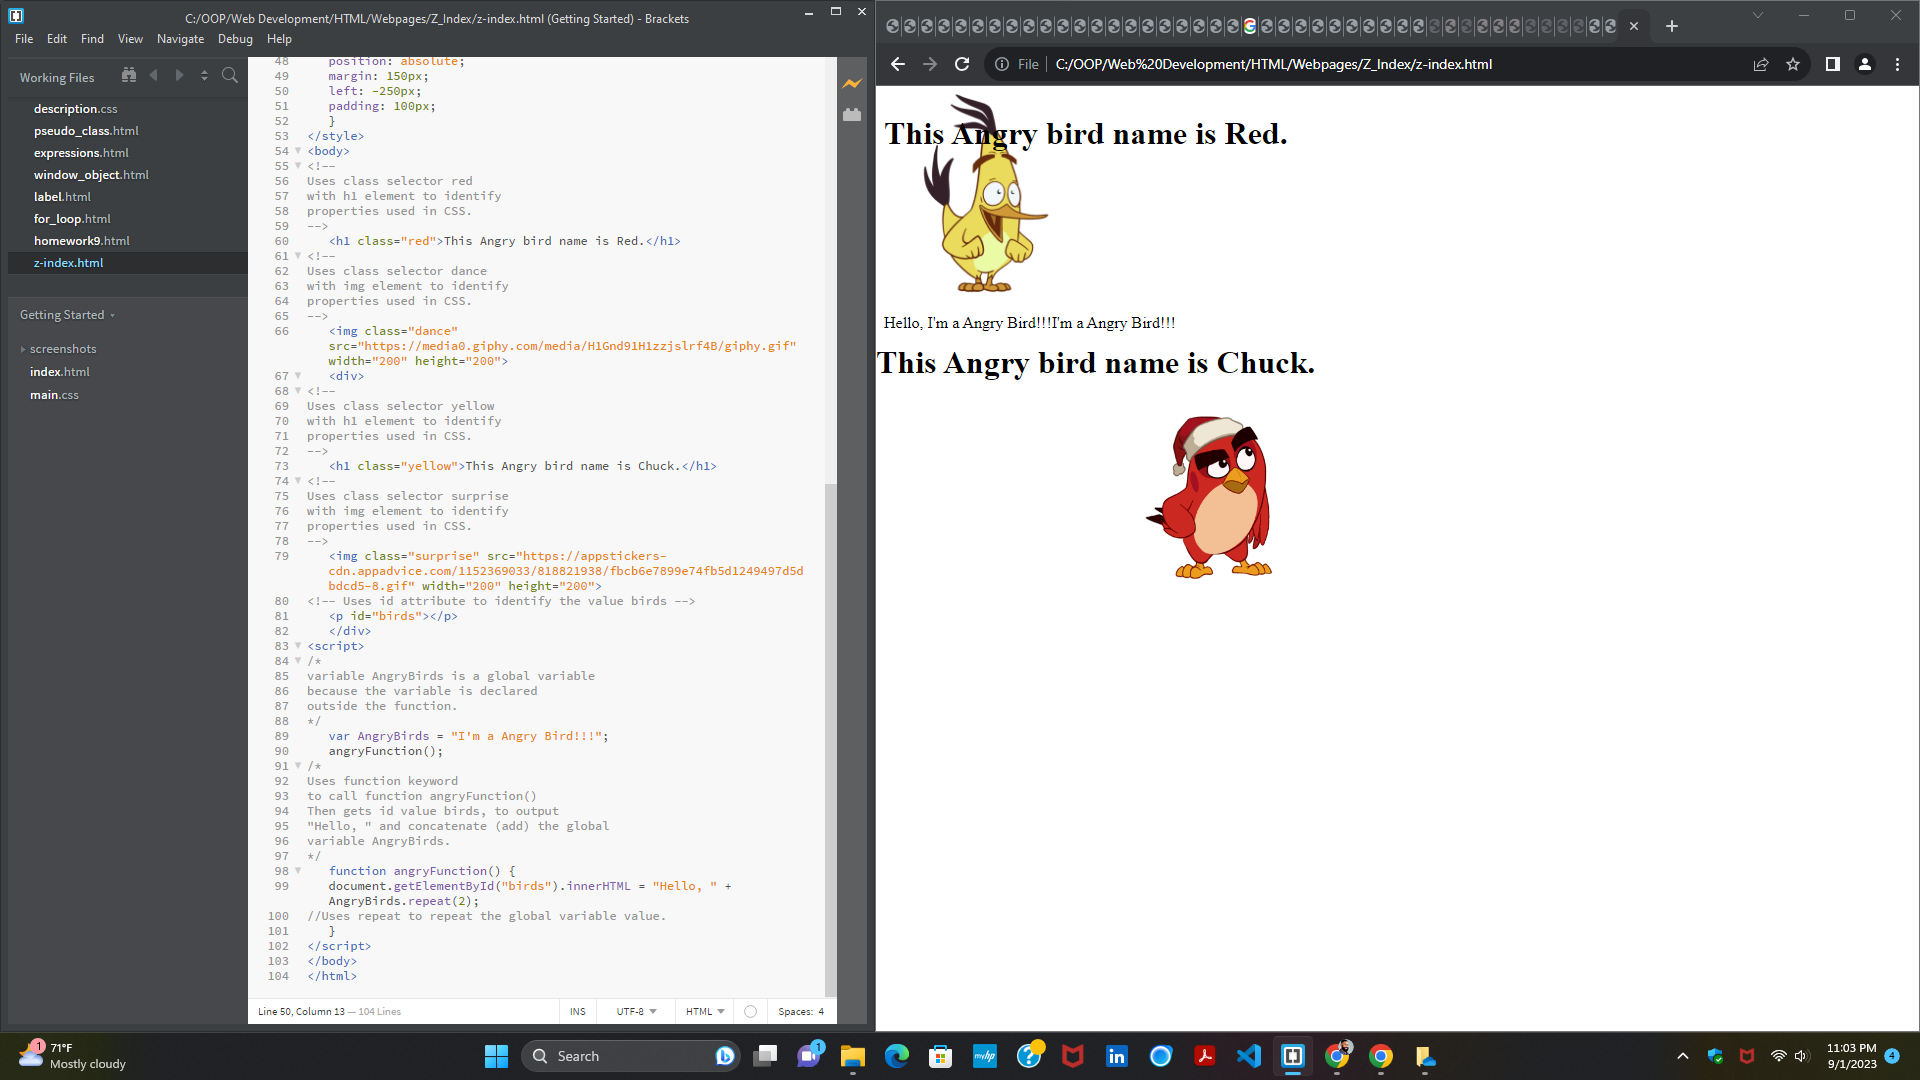 C:/OOP/Web Development/HTML/Webpages/Z_Index/z-index.html (Getting Started) - Brackets
File Edit Find View Navigate Debug Help
Working Files
description.css
pseudo_class.html
expressions.html
window_object.html
label.html
for_loop.html
homework9.html
z-index.html
Getting Started
screenshots
index.html
main.css
48 position: absolute;
49 margin: 150px;
50 left: -250px;
51 padding: 100px;
52 }
53 </style>
54 <body>
55 <!--
56 Uses class selector red
57 with h1 element to identify
58 properties used in CSS.
59 -->
60 <h1 class="red">This Angry bird name is Red.</h1>
61 <!--
62 Uses class selector dance
63 with img element to identify
64 properties used in CSS.
65 -->
66 <img class="dance"
src="https://media0.giphy.com/media/H1Gnd91H1zzjslrf4B/giphy.gif"
width="200" height="200">
67 <div>
68 <!--
69 Uses class selector yellow
70 with h1 element to identify
71 properties used in CSS.
72 -->
73 <h1 class="yellow">This Angry bird name is Chuck.</h1>
74 <!--
75 Uses class selector surprise
76 with img element to identify
77 properties used in CSS.
78 -->
79 <img class="surprise" src="https://appstickers-
cdn.appadvice.com/1152369033/818821938/fbcb6e7899e74fb5d1249497d5d
bdcd5-8.gif" width="200" height="200">
80 <!-- Uses id attribute to identify the value birds -->
81 <p id="birds"></p>
82 </div>
83 <script>
84 /*
85 variable AngryBirds is a global variable
86 because the variable is declared
87 outside the function.
88 */
89 var AngryBirds = "I'm a Angry Bird!!!";
90 angryFunction();
91 /*
92 Uses function keyword
93 to call function angryFunction()
94 Then gets id value birds, to output
95 "Hello, " and concatenate (add) the global
96 variable AngryBirds.
97 */
98 function angryFunction() {
99 document.getElementById("birds").innerHTML = "Hello, " +
AngryBirds.repeat(2);
100 //Uses repeat to repeat the global variable value.
101 }
102 </script>
103 </body>
104 </html>
Line 50, Column 13 — 104 Lines
INS UTF-8 HTML Spaces: 4
File C:/OOP/Web%20Development/HTML/Webpages/Z_Index/z-index.html
This Angry bird name is Red.
Hello, I'm a Angry Bird!!!I'm a Angry Bird!!!
This Angry bird name is Chuck.
1
71°F
Mostly cloudy
Search
1
myhp
11:03 PM
9/1/2023
4